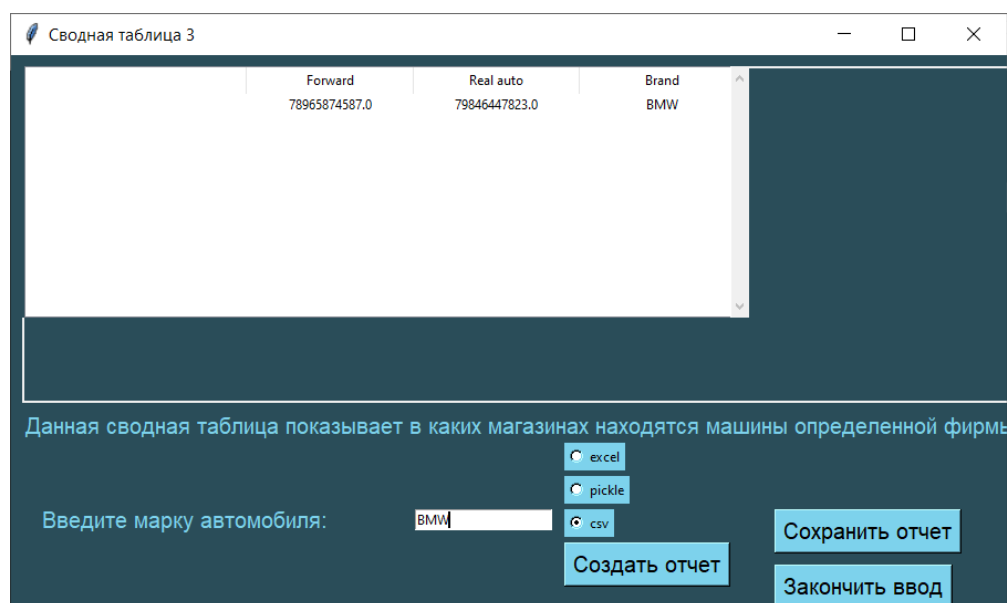 Сводная таблица 3
Forward Real auto Brand
78965874587.0 79846447823.0 BMW
Данная сводная таблица показывает в каких магазинах находятся машины определенной фирмы
excel
pickle
Введите марку автомобиля: BMW csv
Сохранить отчет
Создать отчет
Закончить ввод